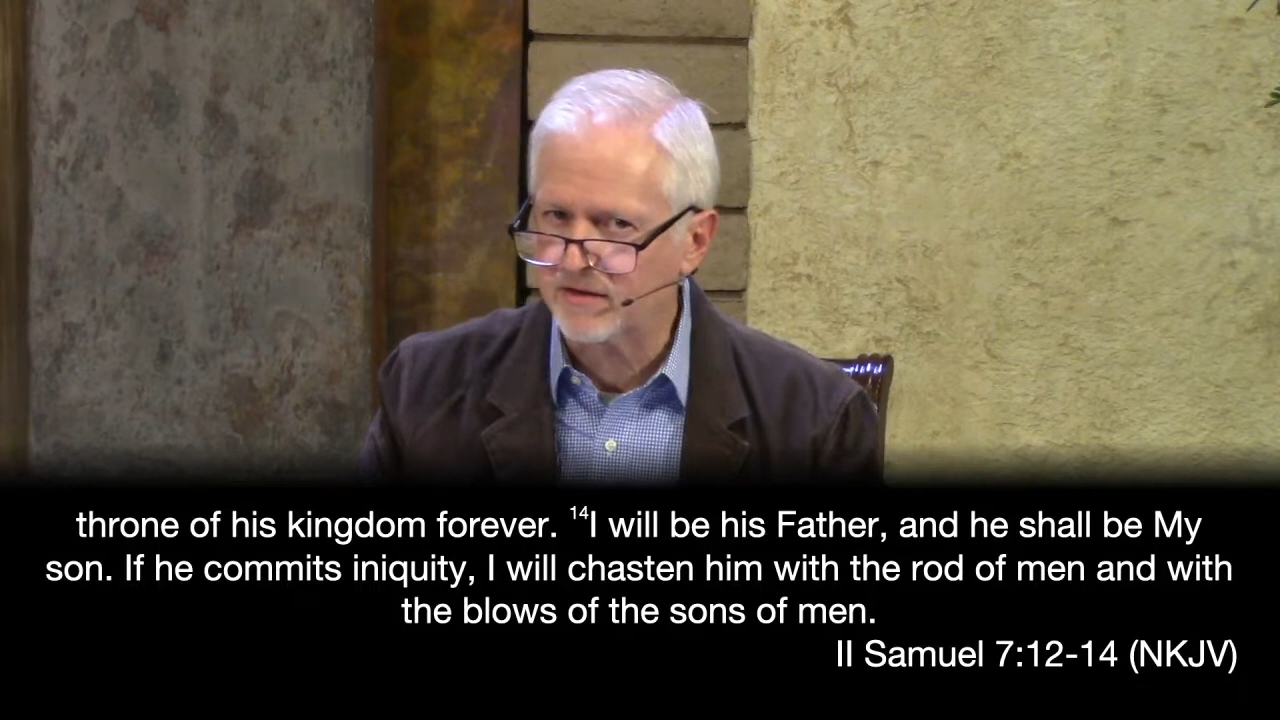 throne of his kingdom forever. ¹⁴I will be his Father, and he shall be My
son. If he commits iniquity, I will chasten him with the rod of men and with
the blows of the sons of men.
II Samuel 7:12-14 (NKJV)